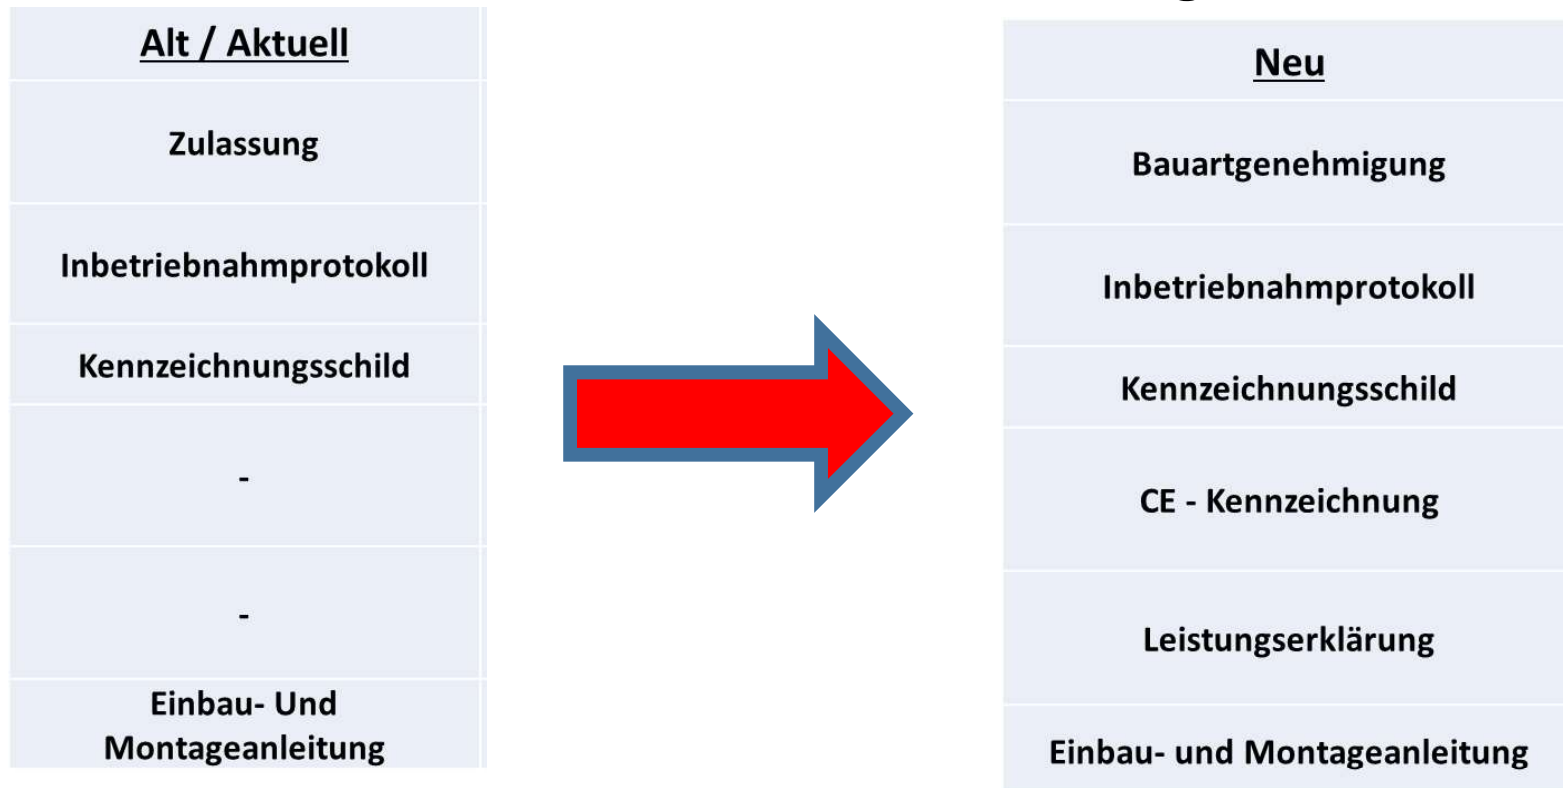 Alt / Aktuell
Zulassung
Inbetriebnahmprotokoll
Kennzeichnungsschild
-
-
Einbau- Und
Montageanleitung
Neu
Bauartgenehmigung
Inbetriebnahmprotokoll
Kennzeichnungsschild
CE - Kennzeichnung
Leistungserklärung
Einbau- und Montageanleitung